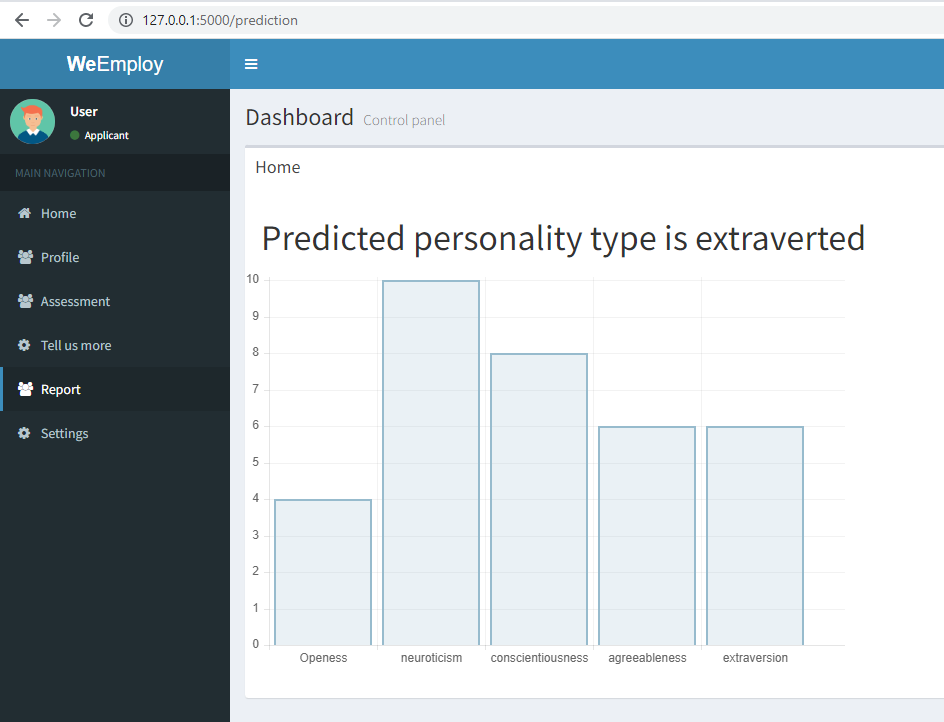 127.0.0.1:5000/prediction
WeEmploy
User
Applicant
MAIN NAVIGATION
Home
Profile
Assessment
Tell us more
Report
Settings
Dashboard Control panel
Home
Predicted personality type is extraverted
10
9
8
7
6
5
4
3
2
1
0
Openess neuroticism conscientiousness agreeableness extraversion